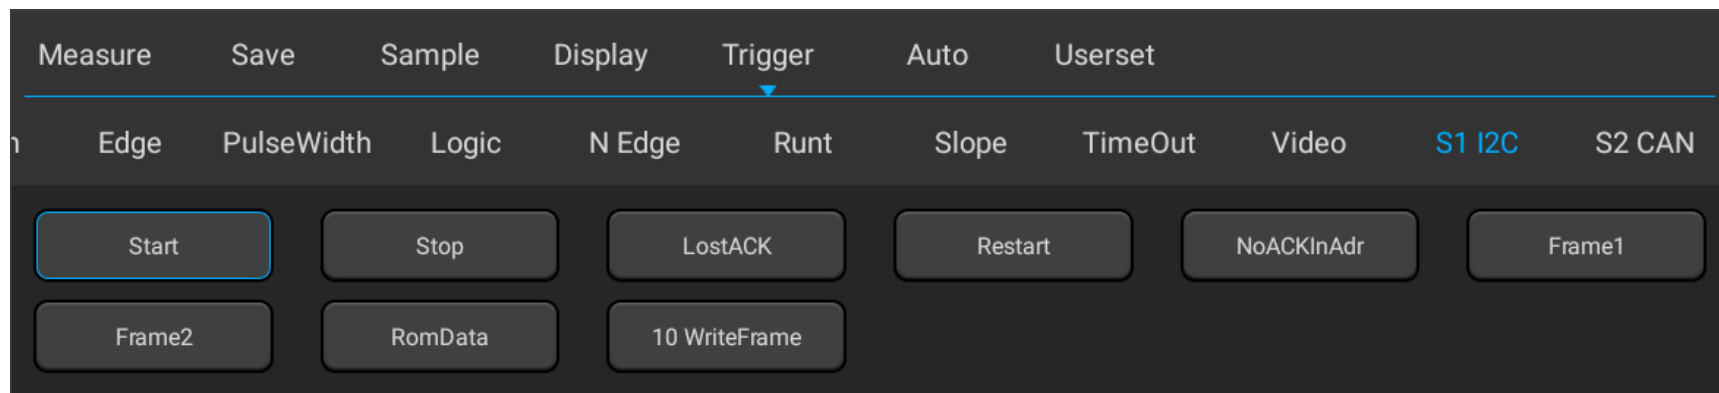 Measure Save Sample Display Trigger Auto Userset
Edge PulseWidth Logic N Edge Runt Slope TimeOut Video S1 I2C S2 CAN
Start Stop LostACK Restart NoACKInAdr Frame1
Frame2 RomData 10 WriteFrame